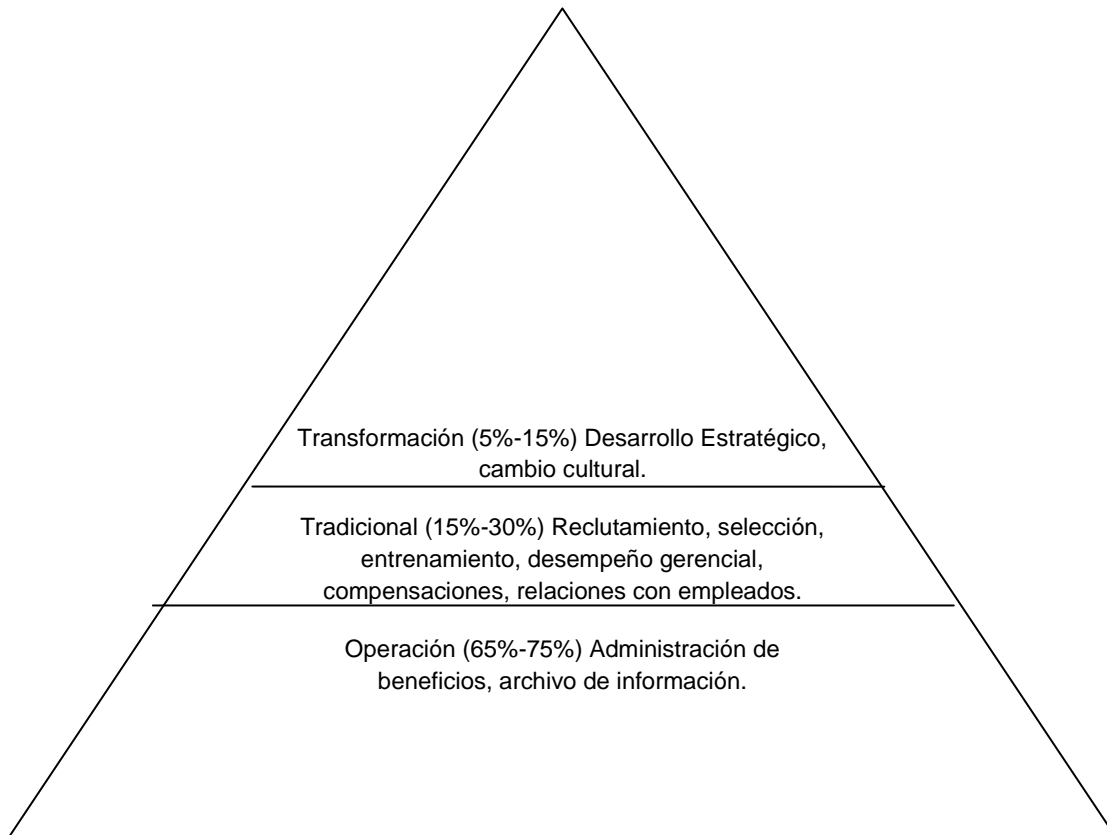 Transformación (5%-15%) Desarrollo Estratégico,
cambio cultural.
Tradicional (15%-30%) Reclutamiento, selección,
entrenamiento, desempeño gerencial,
compensaciones, relaciones con empleados.
Operación (65%-75%) Administración de
beneficios, archivo de información.